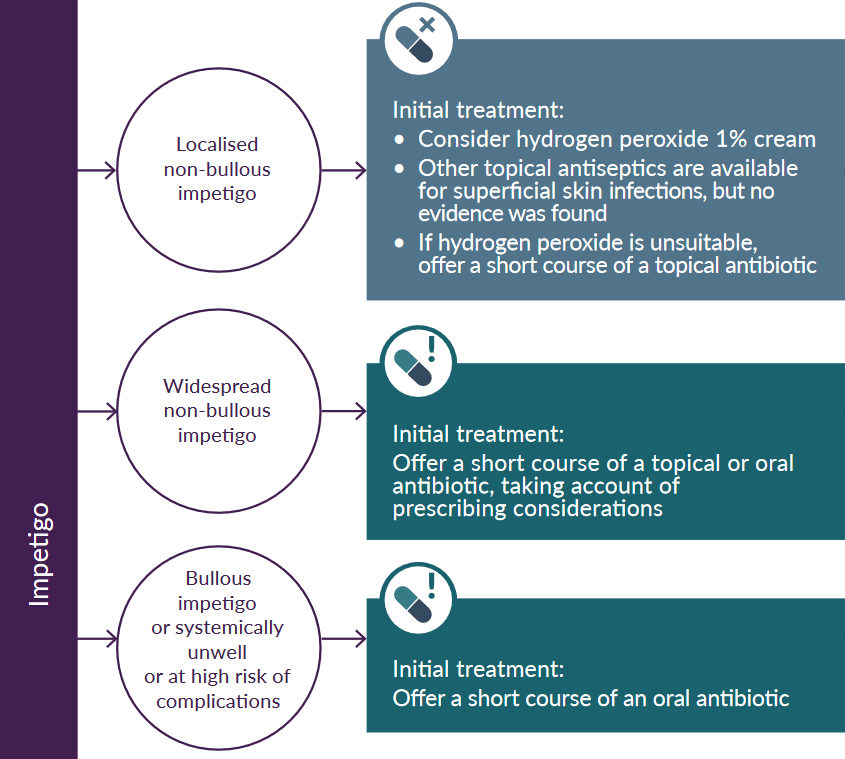 Impetigo
Localised
non-bullous
impetigo
Initial treatment:
• Consider hydrogen peroxide 1% cream
• Other topical antiseptics are available
for superficial skin infections, but no
evidence was found
• If hydrogen peroxide is unsuitable,
offer a short course of a topical antibiotic
Widespread
non-bullous
impetigo
Initial treatment:
Offer a short course of a topical or oral
antibiotic, taking account of
prescribing considerations
Bullous
impetigo
or systemically
unwell
or at high risk of
complications
Initial treatment:
Offer a short course of an oral antibiotic